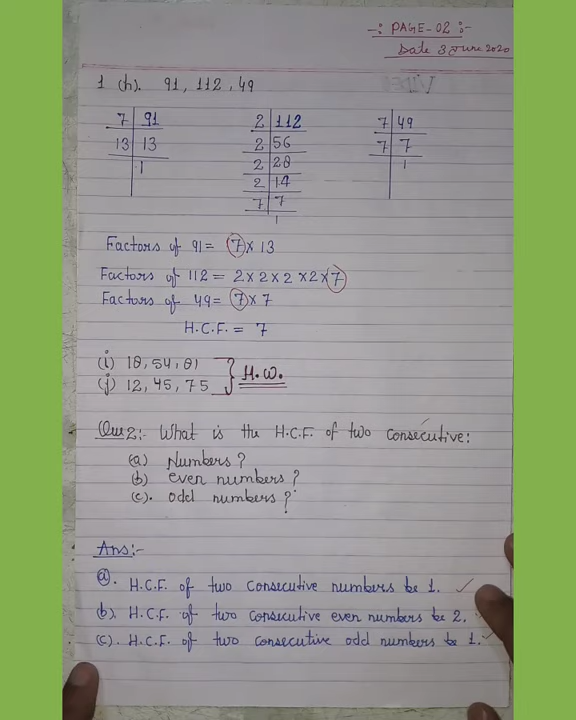 -: PAGE-02 :-
Date 3 June 2020
1 (h). 91, 112, 49
7 | 91
13 | 13
1
2 | 112
2 | 56
2 | 28
2 | 14
7 | 7
1
7 | 49
7 | 7
1
Factors of 91 = 7 × 13
Factors of 112 = 2 × 2 × 2 × 2 × 7
Factors of 49 = 7 × 7
H.C.F. = 7
(i) 18, 54, 81
(j) 12, 45, 75
H.W.
Que 2:- What is the H.C.F. of two consecutive:
(a) Numbers?
(b) even numbers?
(c). odd numbers?
Ans:-
(a). H.C.F. of two consecutive numbers be 1.
(b). H.C.F. of two consecutive even numbers be 2.
(c). H.C.F. of two consecutive odd numbers be 1.